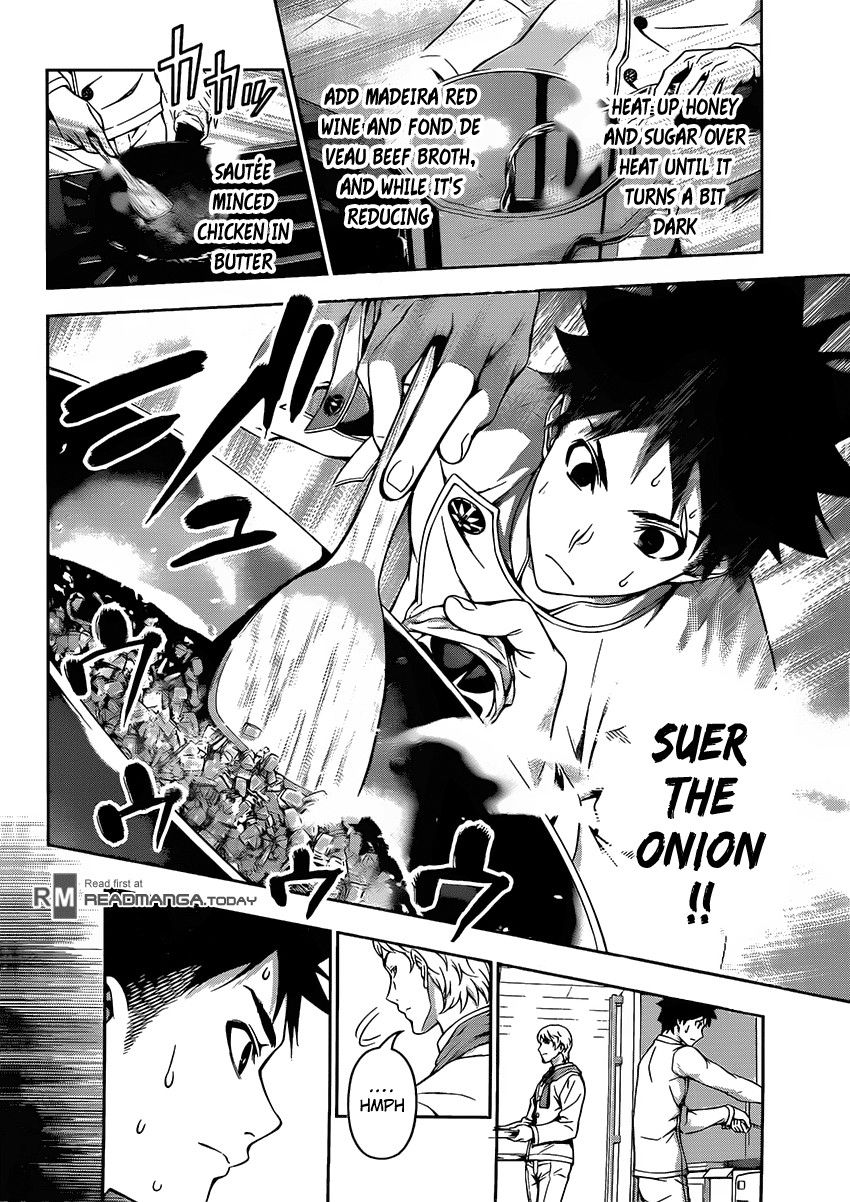 HEAT UP HONEY
AND SUGAR OVER
HEAT UNTIL IT
TURNS A BIT
DARK
ADD MADEIRA RED
WINE AND FOND DE
VEAU BEEF BROTH,
AND WHILE IT'S
REDUCING
カカカッ
SAUTÉE
MINCED
CHICKEN IN
BUTTER
SUER
THE
ONION
!!
ジュウウウウ
RM
Read first at
READMANGA.TODAY
....
HMPH